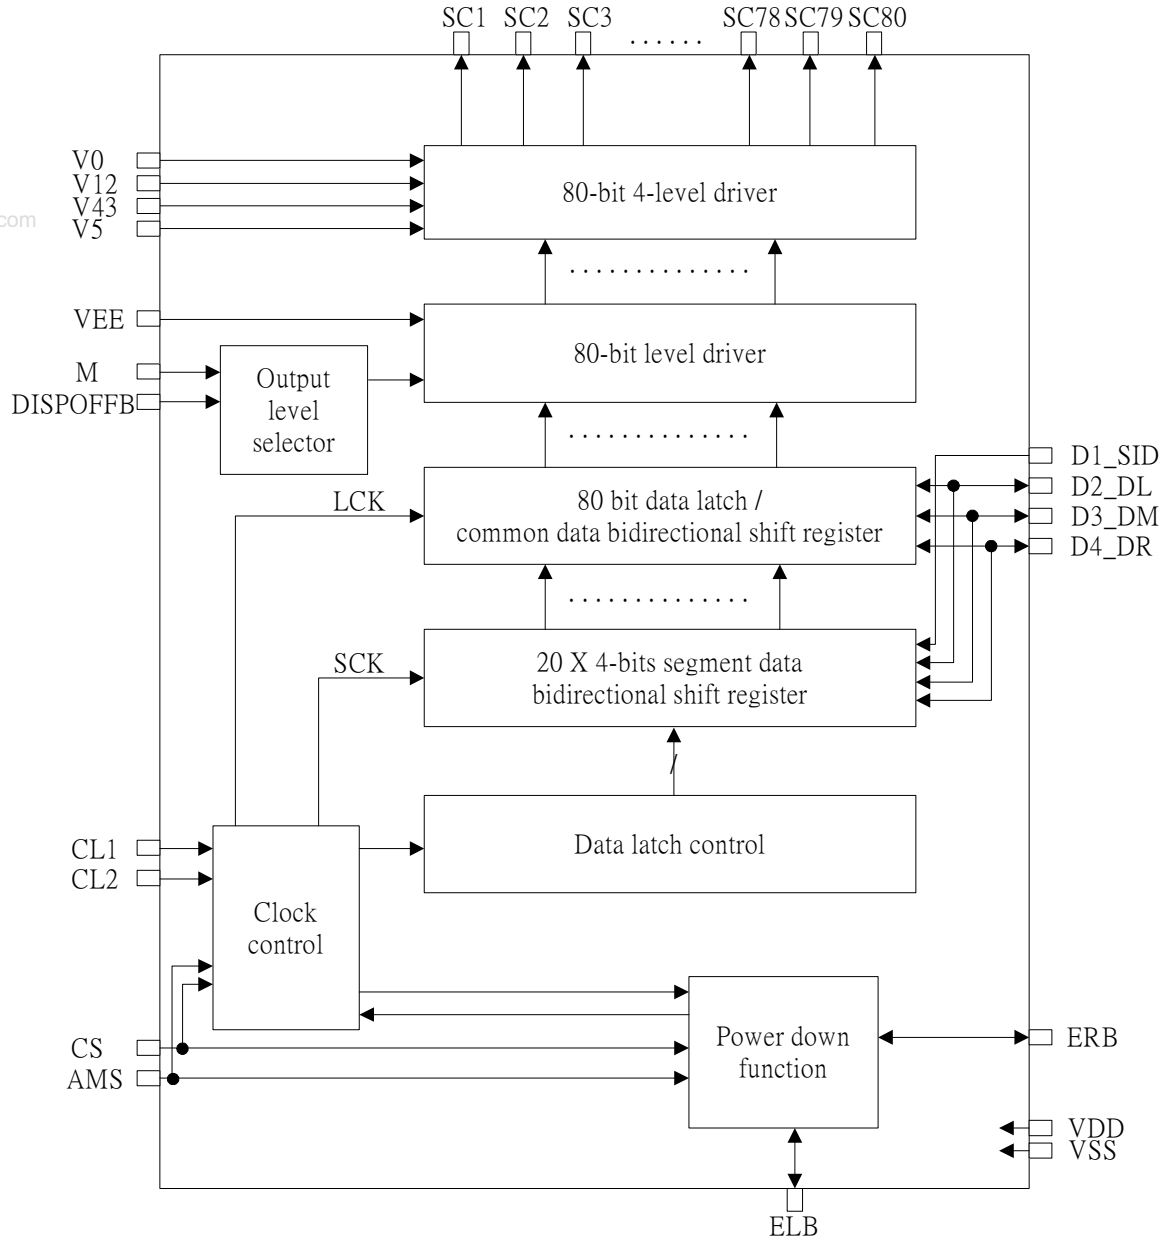 SC1 SC2 SC3 ...... SC78 SC79 SC80
V0
V12
V43
V5
com
80-bit 4-level driver
..............
VEE
80-bit level driver
M
DISPOFFB
Output
level
selector
..............
D1_SID
D2_DL
D3_DM
D4_DR
LCK
80 bit data latch /
common data bidirectional shift register
..............
SCK
20 X 4-bits segment data
bidirectional shift register
/
Data latch control
CL1
CL2
Clock
control
CS
AMS
Power down
function
ERB
VDD
VSS
ELB